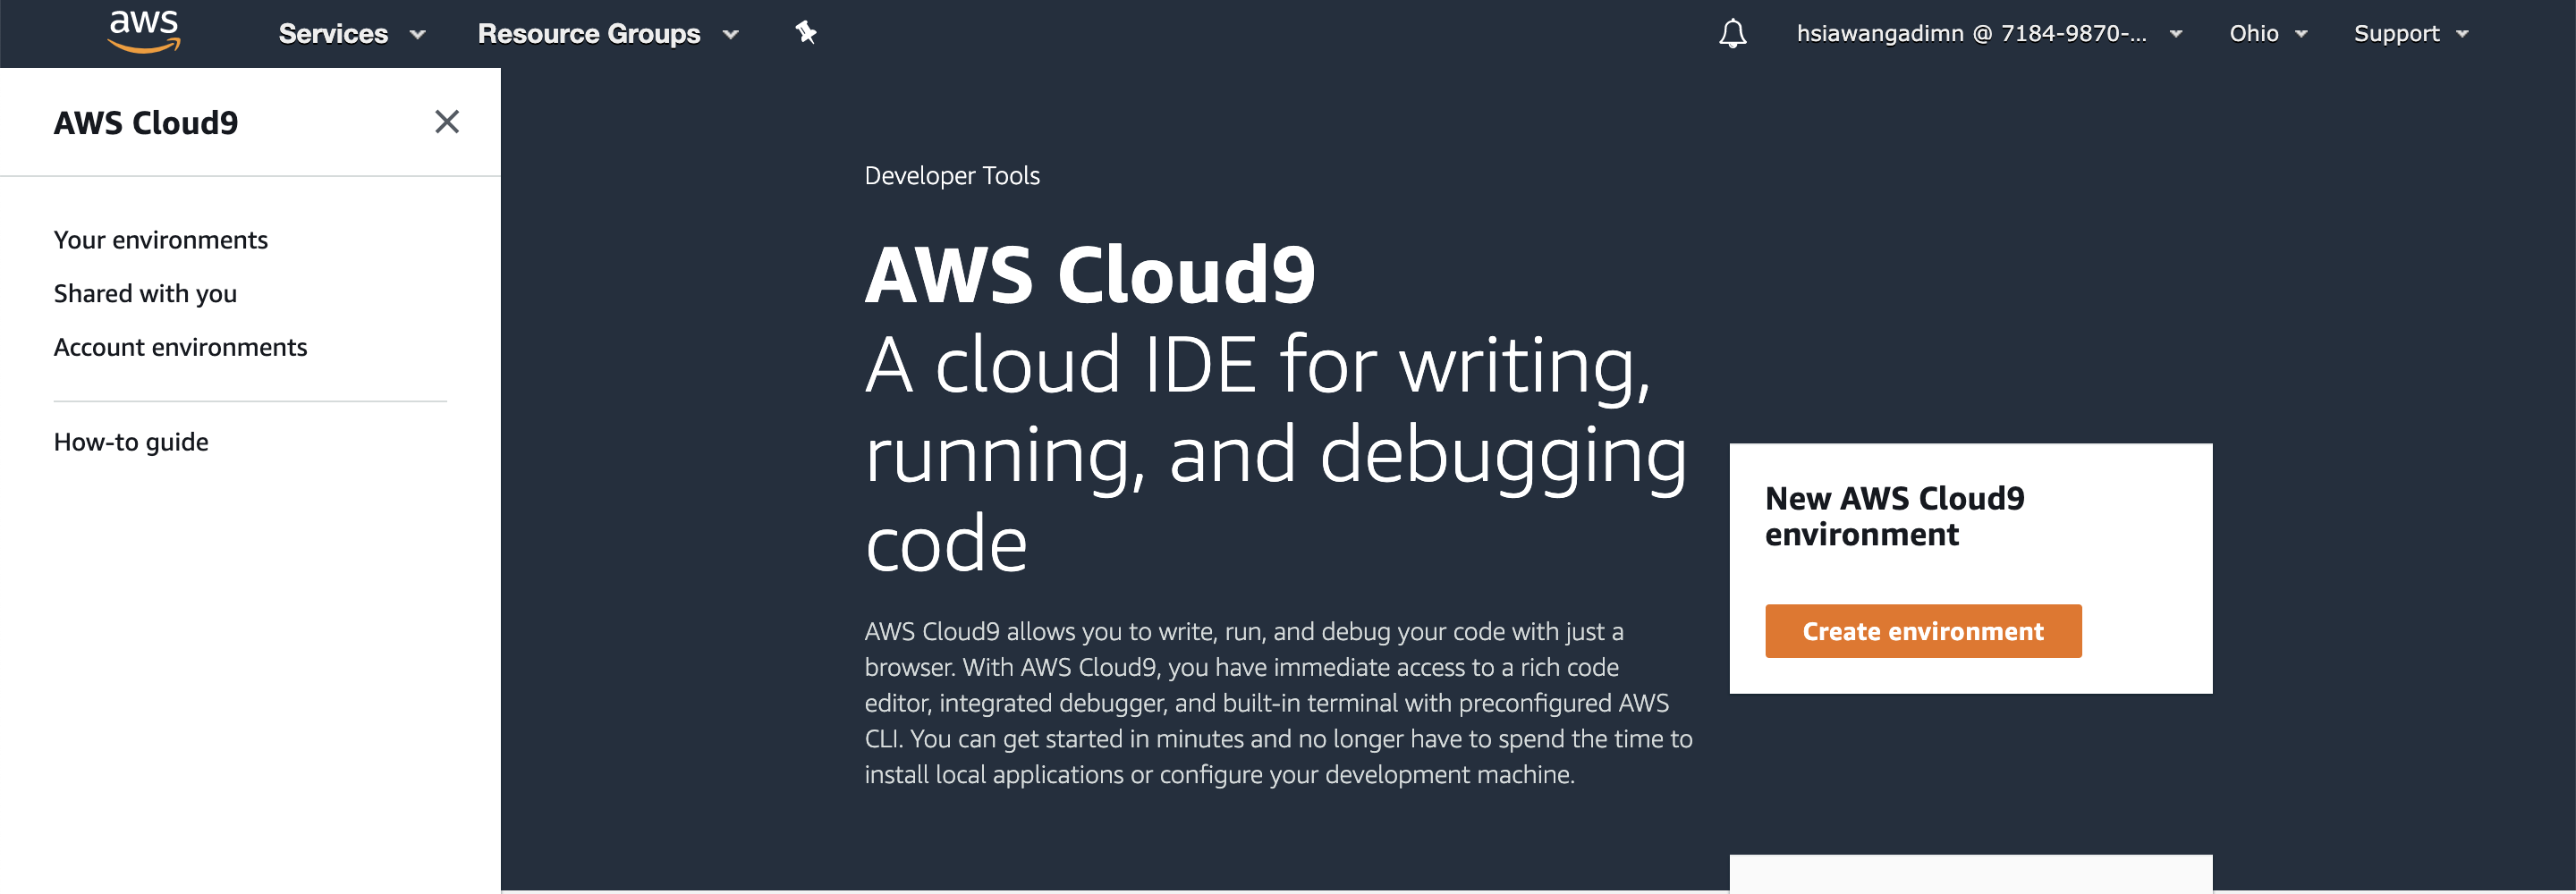 aws
Services
Resource Groups
hsiawangadimn @ 7184-9870-...
Ohio
Support
AWS Cloud9
Your environments
Shared with you
Account environments
How-to guide
Developer Tools
AWS Cloud9
A cloud IDE for writing,
running, and debugging
code
AWS Cloud9 allows you to write, run, and debug your code with just a
browser. With AWS Cloud9, you have immediate access to a rich code
editor, integrated debugger, and built-in terminal with preconfigured AWS
CLI. You can get started in minutes and no longer have to spend the time to
install local applications or configure your development machine.
New AWS Cloud9
environment
Create environment